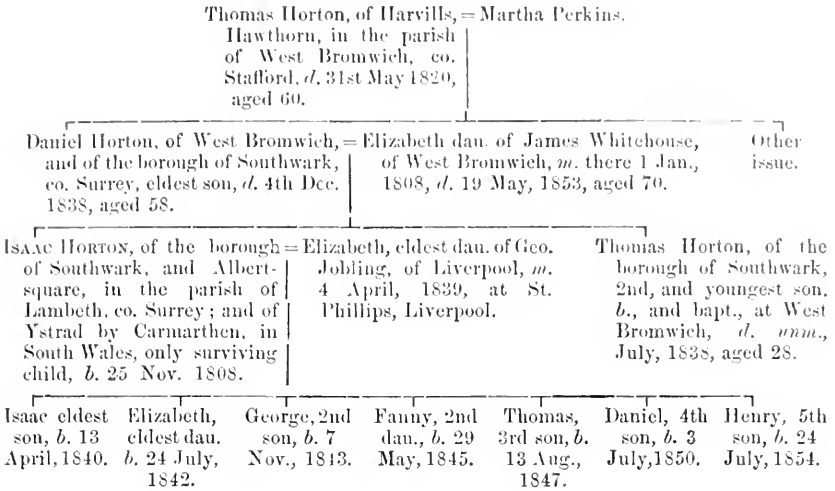 Thomas Horton, of Harvills, = Martha Perkins.
Hawthorn, in the parish
of West Bromwich, co.
Stafford, d. 31st May 1820,
aged 60.
Daniel Horton, of West Bromwich, =
and of the borough of Southwark,
co. Surrey, eldest son, d. 4th Dec.
1838, aged 58.
Elizabeth dau. of James Whitehouse,
of West Bromwich, m. there 1 Jan.,
1808, d. 19 May, 1853, aged 70.
Other
issue.
ISAAC HORTON, of the borough =
of Southwark, and Albert-
square, in the parish of
Lambeth, co. Surrey; and of
Ystrad by Carmarthen, in
South Wales, only surviving
child, b. 25 Nov. 1808.
Elizabeth, eldest dau. of Geo.
Jobling, of Liverpool, m.
4 April, 1839, at St.
Phillips, Liverpool.
Thomas Horton, of the
borough of Southwark,
2nd, and youngest son.
b., and bapt., at West
Bromwich, d. unm.,
July, 1838, aged 28.
Isaac eldest
son, b. 13
April, 1840.
Elizabeth,
eldest dau.
b. 24 July,
1842.
George, 2nd
son, b. 7
Nov., 1843.
Fanny, 2nd
dau., b. 29
May, 1845.
Thomas,
3rd son, b.
13 Aug.,
1847.
Daniel, 4th
son, b. 3
July, 1850.
Henry, 5th
son, b. 24
July, 1854.